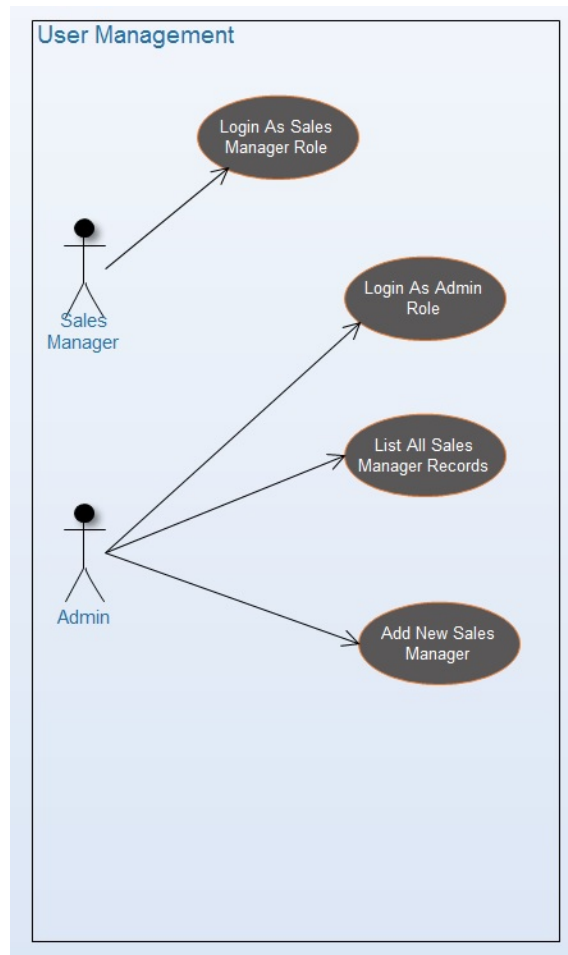 User Management
Login As Sales
Manager Role
Sales
Manager
Login As Admin
Role
List All Sales
Manager Records
Admin
Add New Sales
Manager